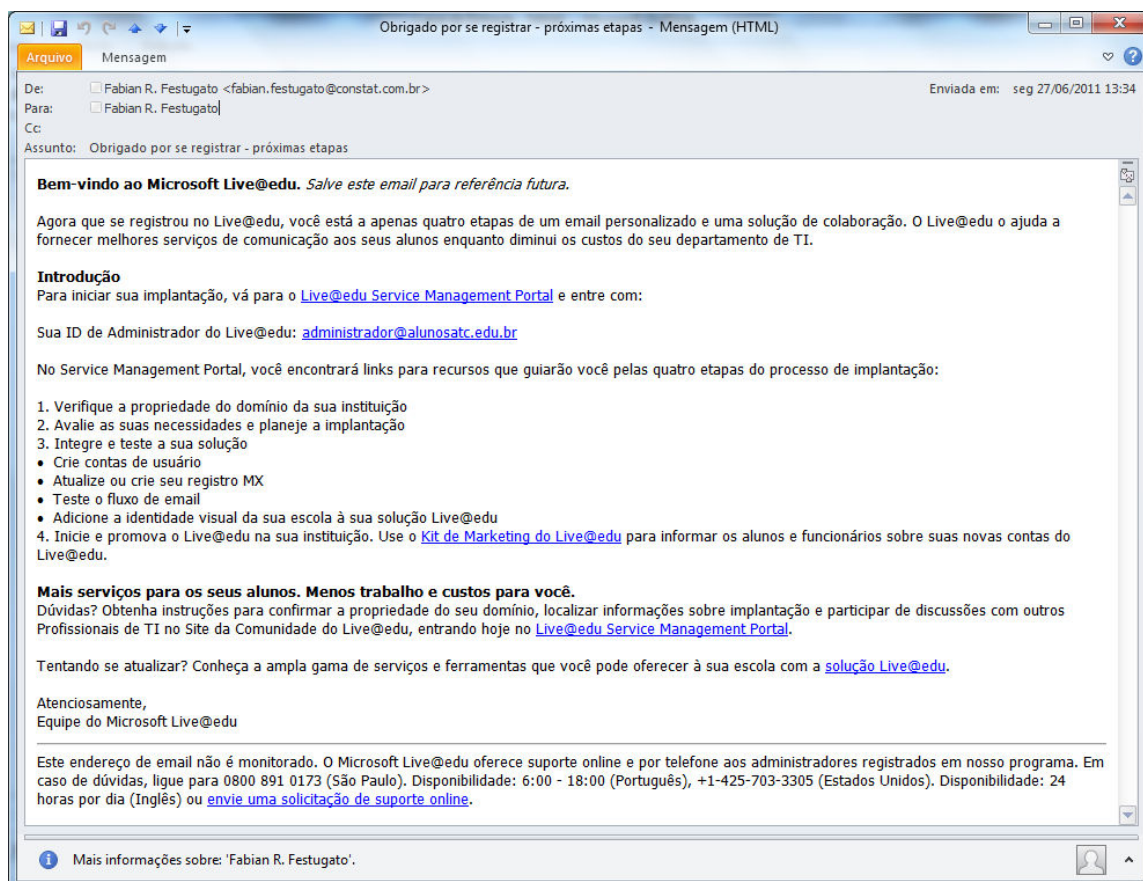 Obrigado por se registrar - próximas etapas - Mensagem (HTML)
Arquivo Mensagem
De: Fabian R. Festugato <fabian.festugato@constat.com.br> Enviada em: seg 27/06/2011 13:34
Para: Fabian R. Festugato
Cc:
Assunto: Obrigado por se registrar - próximas etapas
Bem-vindo ao Microsoft Live@edu. Salve este email para referência futura.
Agora que se registrou no Live@edu, você está a apenas quatro etapas de um email personalizado e uma solução de colaboração. O Live@edu o ajuda a
fornecer melhores serviços de comunicação aos seus alunos enquanto diminui os custos do seu departamento de TI.
Introdução
Para iniciar sua implantação, vá para o Live@edu Service Management Portal e entre com:
Sua ID de Administrador do Live@edu: administrador@alunosatc.edu.br
No Service Management Portal, você encontrará links para recursos que guiarão você pelas quatro etapas do processo de implantação:
1. Verifique a propriedade do domínio da sua instituição
2. Avalie as suas necessidades e planeje a implantação
3. Integre e teste a sua solução
• Crie contas de usuário
• Atualize ou crie seu registro MX
• Teste o fluxo de email
• Adicione a identidade visual da sua escola à sua solução Live@edu
4. Inicie e promova o Live@edu na sua instituição. Use o Kit de Marketing do Live@edu para informar os alunos e funcionários sobre suas novas contas do
Live@edu.
Mais serviços para os seus alunos. Menos trabalho e custos para você.
Dúvidas? Obtenha instruções para confirmar a propriedade do seu domínio, localizar informações sobre implantação e participar de discussões com outros
Profissionais de TI no Site da Comunidade do Live@edu, entrando hoje no Live@edu Service Management Portal.
Tentando se atualizar? Conheça a ampla gama de serviços e ferramentas que você pode oferecer à sua escola com a solução Live@edu.
Atenciosamente,
Equipe do Microsoft Live@edu
Este endereço de email não é monitorado. O Microsoft Live@edu oferece suporte online e por telefone aos administradores registrados em nosso programa. Em
caso de dúvidas, ligue para 0800 891 0173 (São Paulo). Disponibilidade: 6:00 - 18:00 (Português), +1-425-703-3305 (Estados Unidos). Disponibilidade: 24
horas por dia (Inglês) ou envie uma solicitação de suporte online.
Mais informações sobre: 'Fabian R. Festugato'.